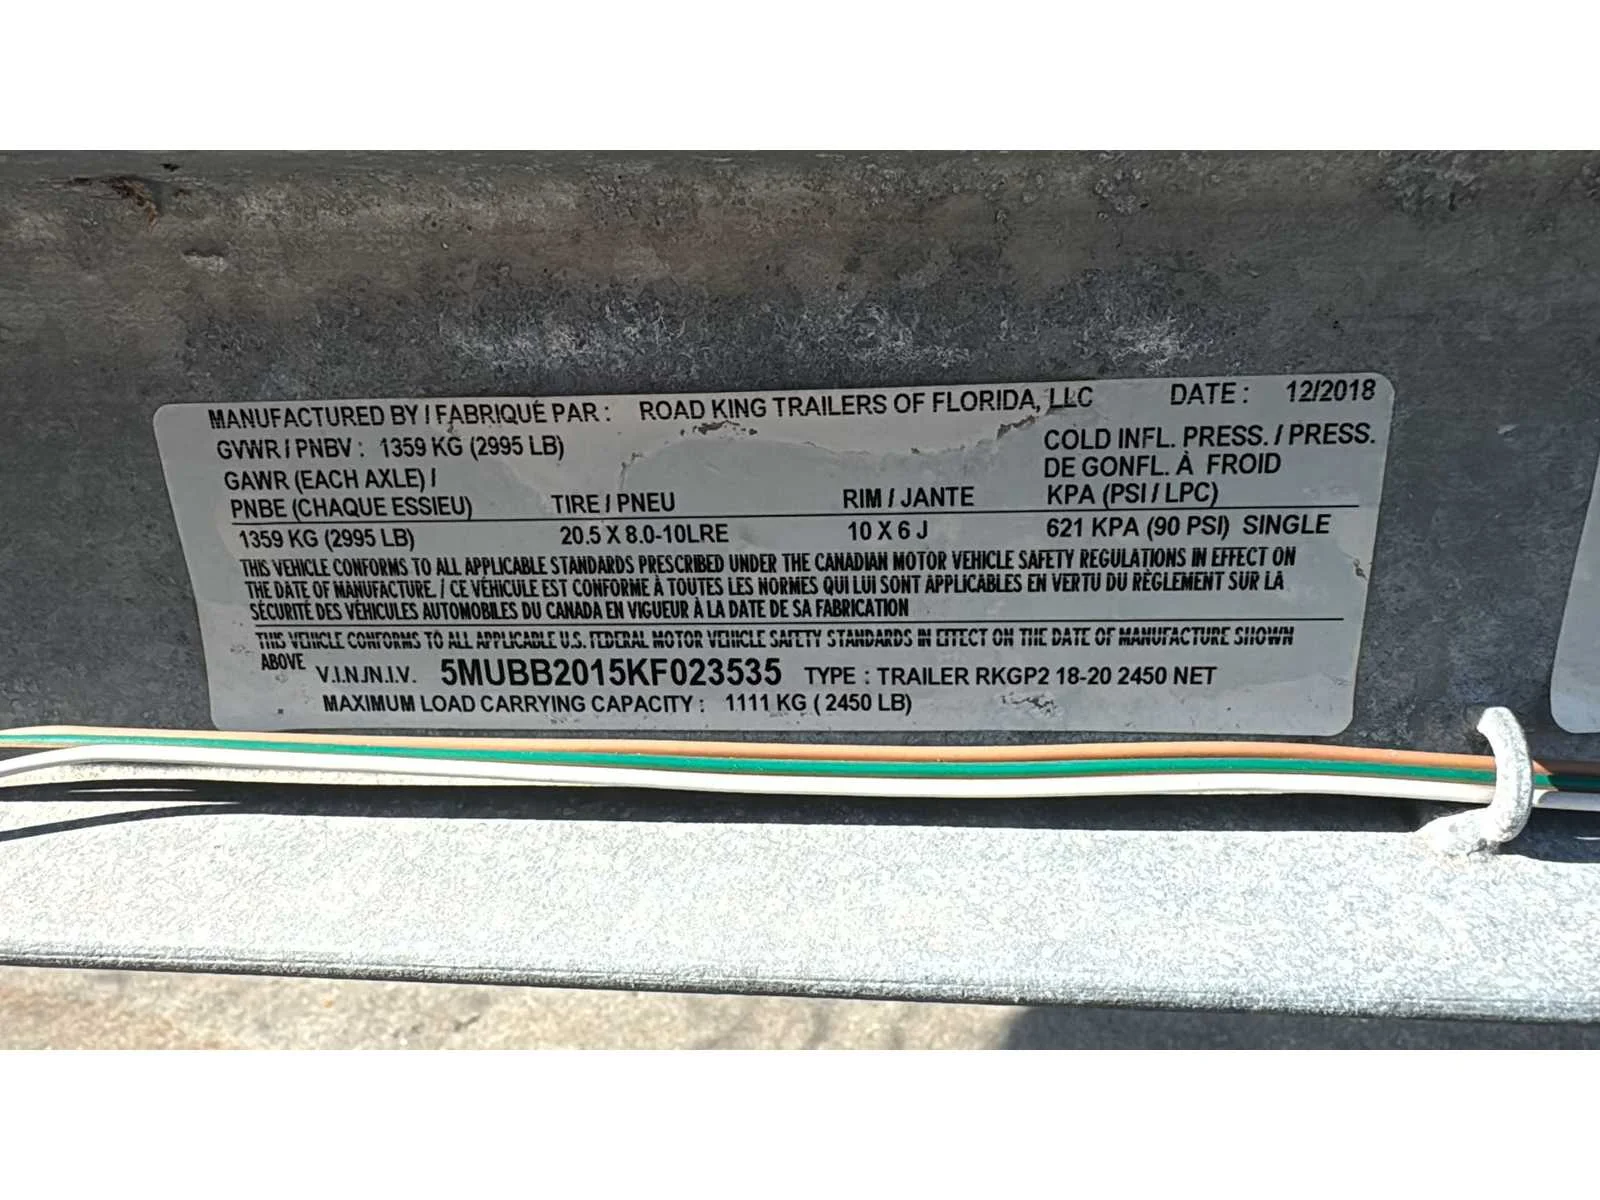 MANUFACTURED BY / FABRIQUÉ PAR : ROAD KING TRAILERS OF FLORIDA, LLC DATE : 12/2018
GVWR / PNBV : 1359 KG (2995 LB)
COLD INFL. PRESS. / PRESS.
GAWR (EACH AXLE) /
DE GONFL. À FROID
PNBE (CHAQUE ESSIEU) TIRE / PNEU RIM / JANTE KPA (PSI / LPC)
1359 KG (2995 LB) 20.5 X 8.0-10LRE 10 X 6 J 621 KPA (90 PSI) SINGLE
THIS VEHICLE CONFORMS TO ALL APPLICABLE STANDARDS PRESCRIBED UNDER THE CANADIAN MOTOR VEHICLE SAFETY REGULATIONS IN EFFECT ON
THE DATE OF MANUFACTURE. / CE VÉHICULE EST CONFORME À TOUTES LES NORMES QUI LUI SONT APPLICABLES EN VERTU DU RÈGLEMENT SUR LA
SÉCURITÉ DES VÉHICULES AUTOMOBILES DU CANADA EN VIGUEUR À LA DATE DE SA FABRICATION
THIS VEHICLE CONFORMS TO ALL APPLICABLE U.S. FEDERAL MOTOR VEHICLE SAFETY STANDARDS IN EFFECT ON THE DATE OF MANUFACTURE SHOWN
ABOVE V.I.N./N.I.V. 5MUBB2015KF023535 TYPE : TRAILER RKGP2 18-20 2450 NET
MAXIMUM LOAD CARRYING CAPACITY : 1111 KG ( 2450 LB)